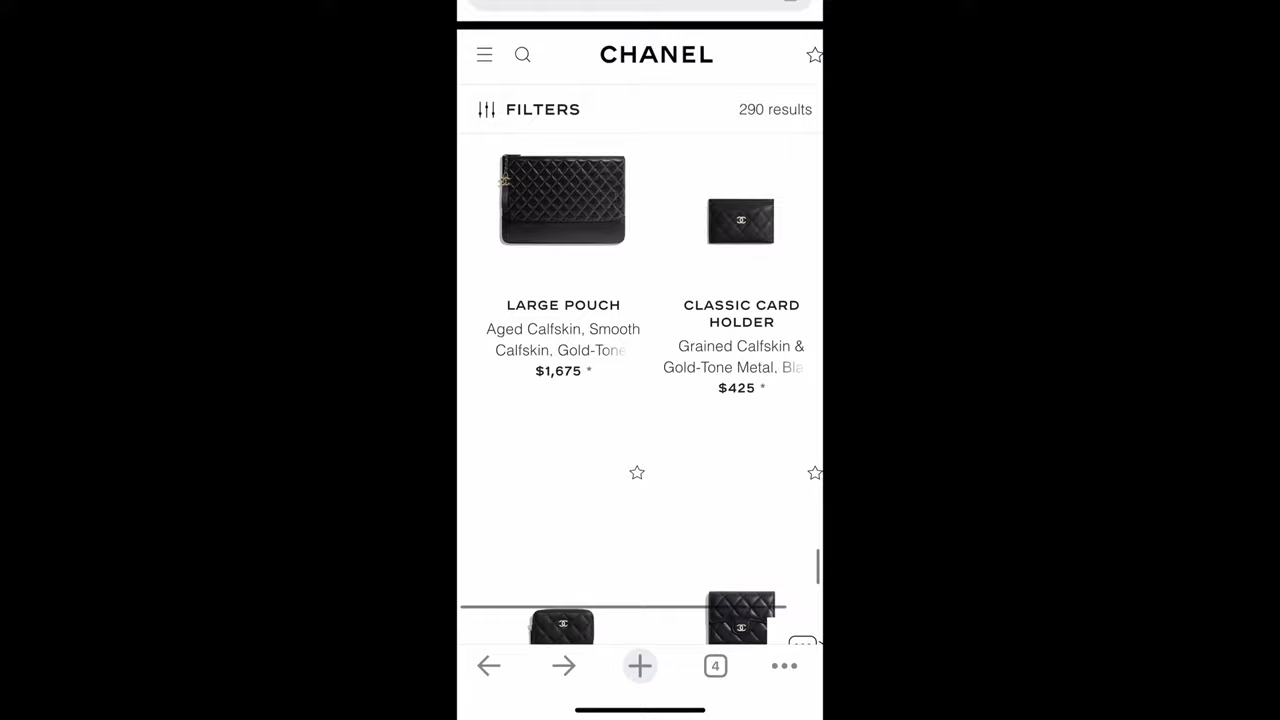 CHANEL
FILTERS
290 results
LARGE POUCH
Aged Calfskin, Smooth
Calfskin, Gold-Tone
$1,675 *
CLASSIC CARD
HOLDER
Grained Calfskin &
Gold-Tone Metal, Bla
$425 *
4